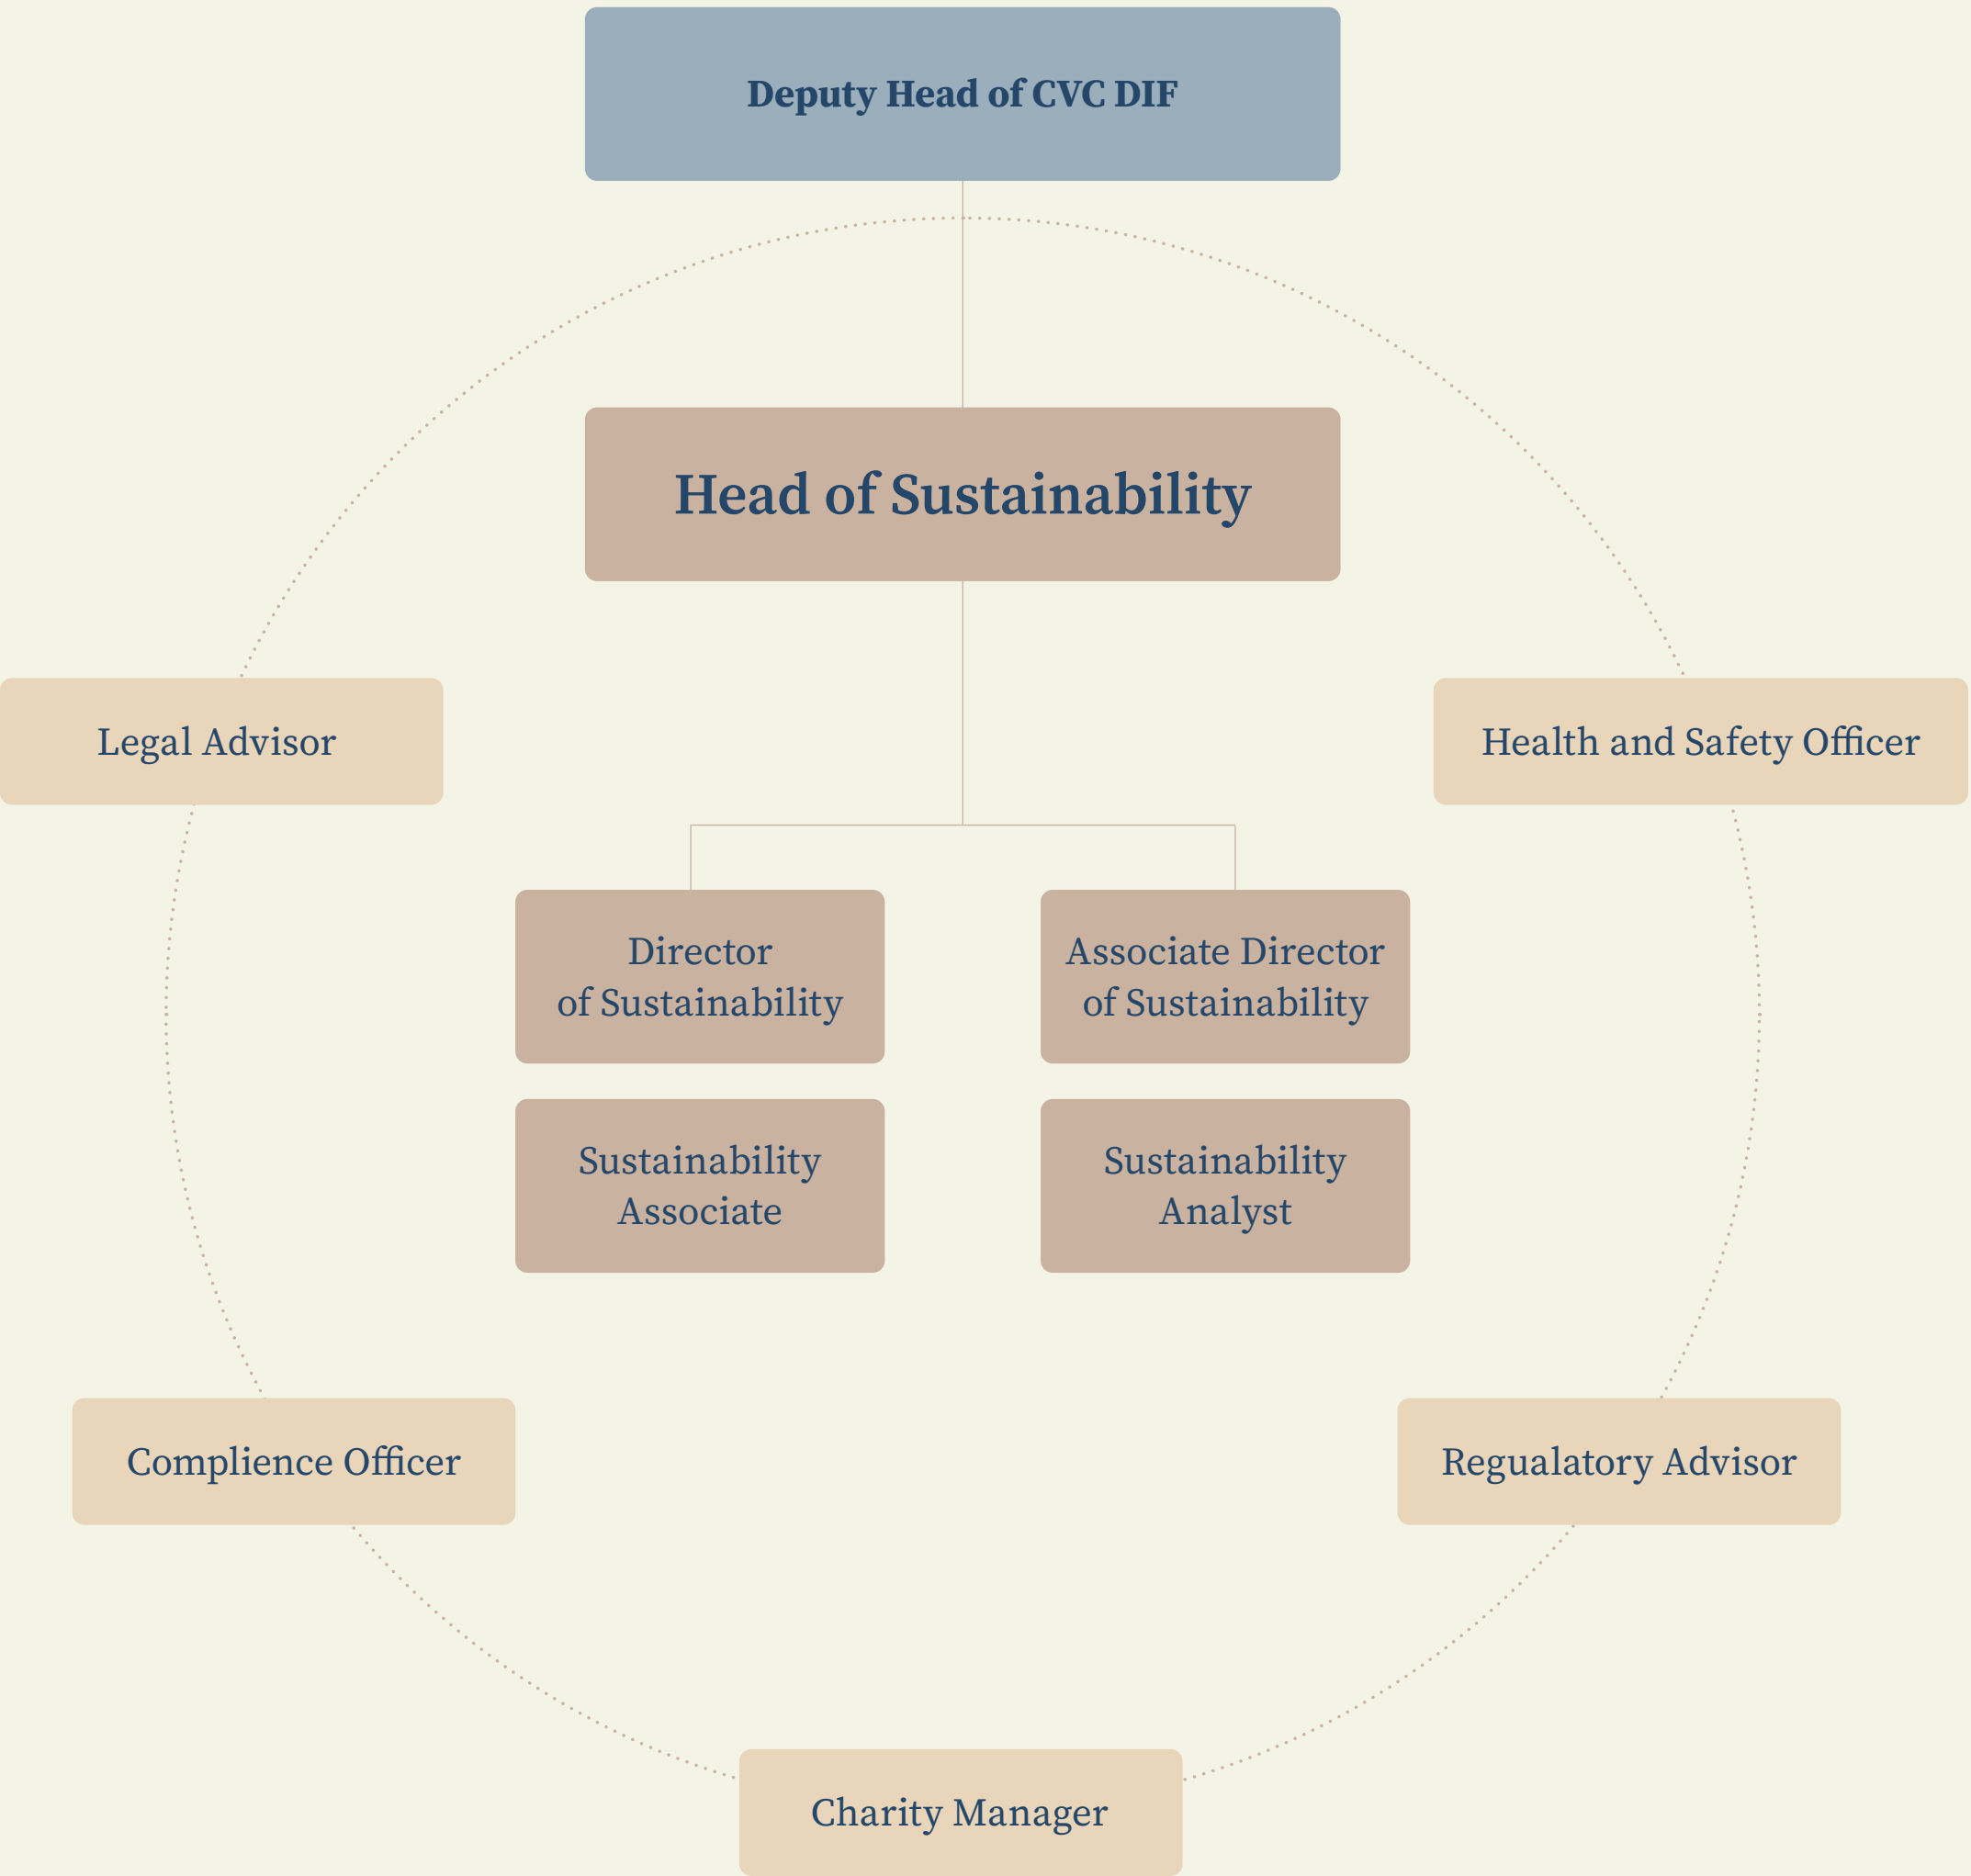 Deputy Head of CVC DIF
Head of Sustainability
Legal Advisor
Health and Safety Officer
Director
of Sustainability
Associate Director
of Sustainability
Sustainability
Associate
Sustainability
Analyst
Complience Officer
Regualatory Advisor
Charity Manager